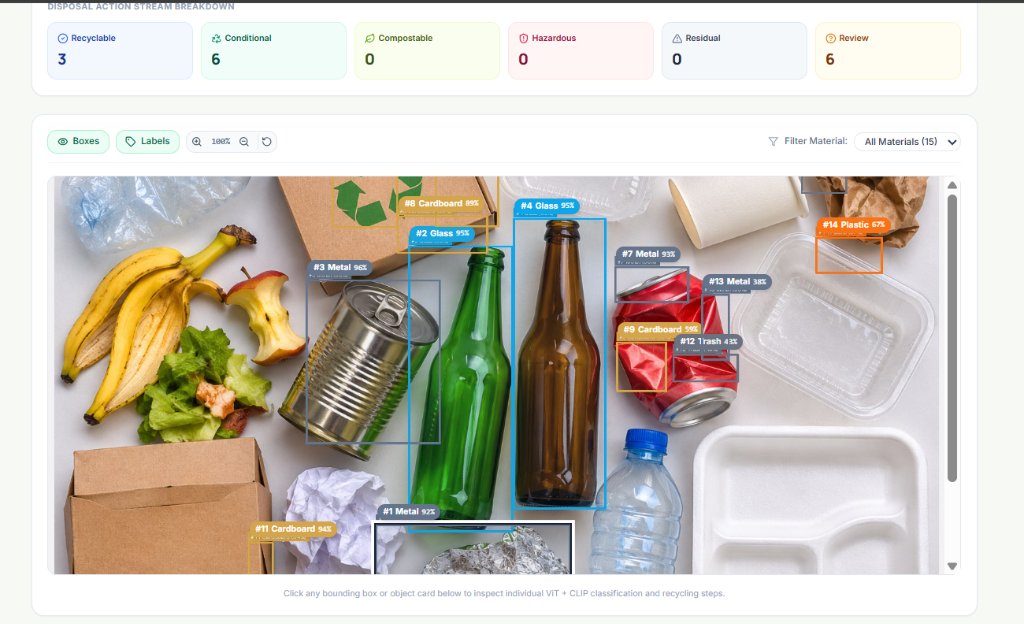 DISPOSAL ACTION STREAM BREAKDOWN
Recyclable
3
Conditional
6
Compostable
0
Hazardous
0
Residual
0
Review
6
Boxes
Labels
100%
Filter Material:
All Materials (15)
#6 Cardboard 89%
#4 Glass 95%
#14 Plastic 67%
#2 Glass 95%
#7 Metal 93%
#3 Metal 96%
#13 Metal 38%
#9 Cardboard 59%
#12 Trash 43%
#1 Metal 92%
#11 Cardboard 94%
Click any bounding box or object card below to inspect individual ViT + CLIP classification and recycling steps.